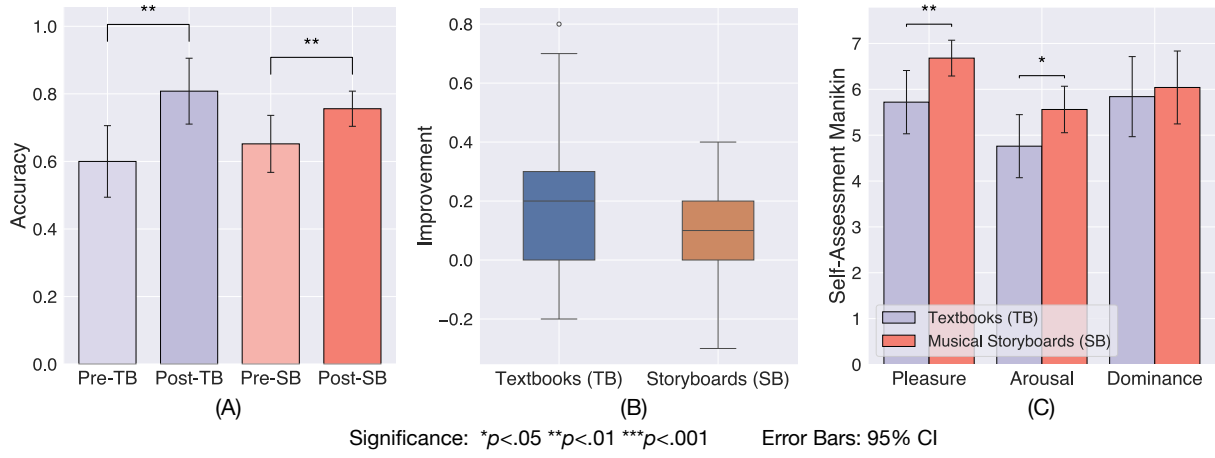 1.0
0.8
0.6
0.4
0.2
0.0
Accuracy
**
**
Pre-TB Post-TB Pre-SB Post-SB
(A)
0.8
0.6
0.4
0.2
0.0
−0.2
Improvement
Textbooks (TB) Storyboards (SB)
(B)
7
6
5
4
3
2
1
0
Self-Assessment Manikin
**
*
Textbooks (TB)
Musical Storyboards (SB)
Pleasure Arousal Dominance
(C)
Significance: *p<.05 **p<.01 ***p<.001 Error Bars: 95% CI